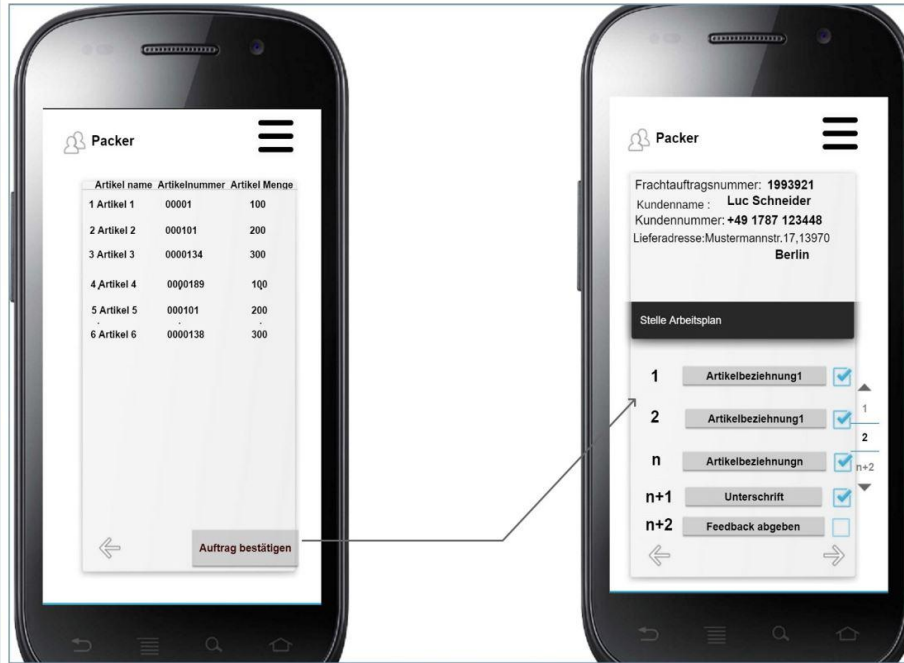 Packer
Artikel name Artikelnummer Artikel Menge
1 Artikel 1 00001 100
2 Artikel 2 000101 200
3 Artikel 3 0000134 300
4 Artikel 4 0000189 100
5 Artikel 5 000101 200
6 Artikel 6 0000138 300
Auftrag bestätigen
Packer
Frachtauftragsnummer: 1993921
Kundenname : Luc Schneider
Kundennummer: +49 1787 123448
Lieferadresse:Mustermannstr.17,13970
Berlin
Stelle Arbeitsplan
1 Artikelbeziehnung1
2 Artikelbeziehnung1
n Artikelbeziehnungn
n+1 Unterschrift
n+2 Feedback abgeben
1
2
n+2